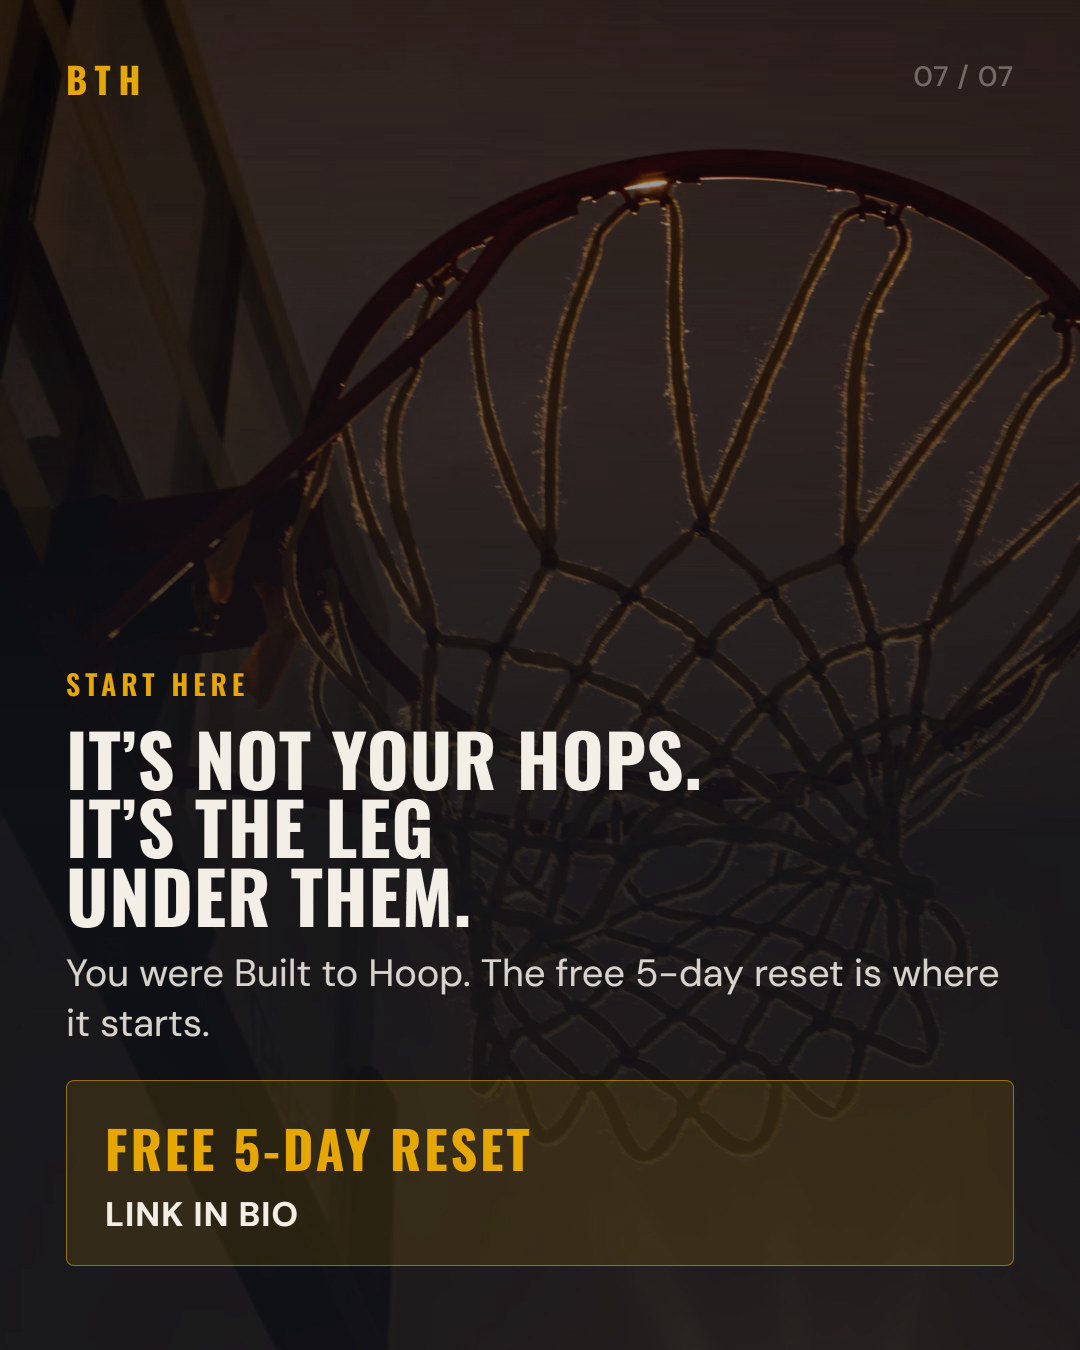 BTH
07 / 07
START HERE
IT’S NOT YOUR HOPS.
IT’S THE LEG
UNDER THEM.
You were Built to Hoop. The free 5-day reset is where
it starts.
FREE 5-DAY RESET
LINK IN BIO